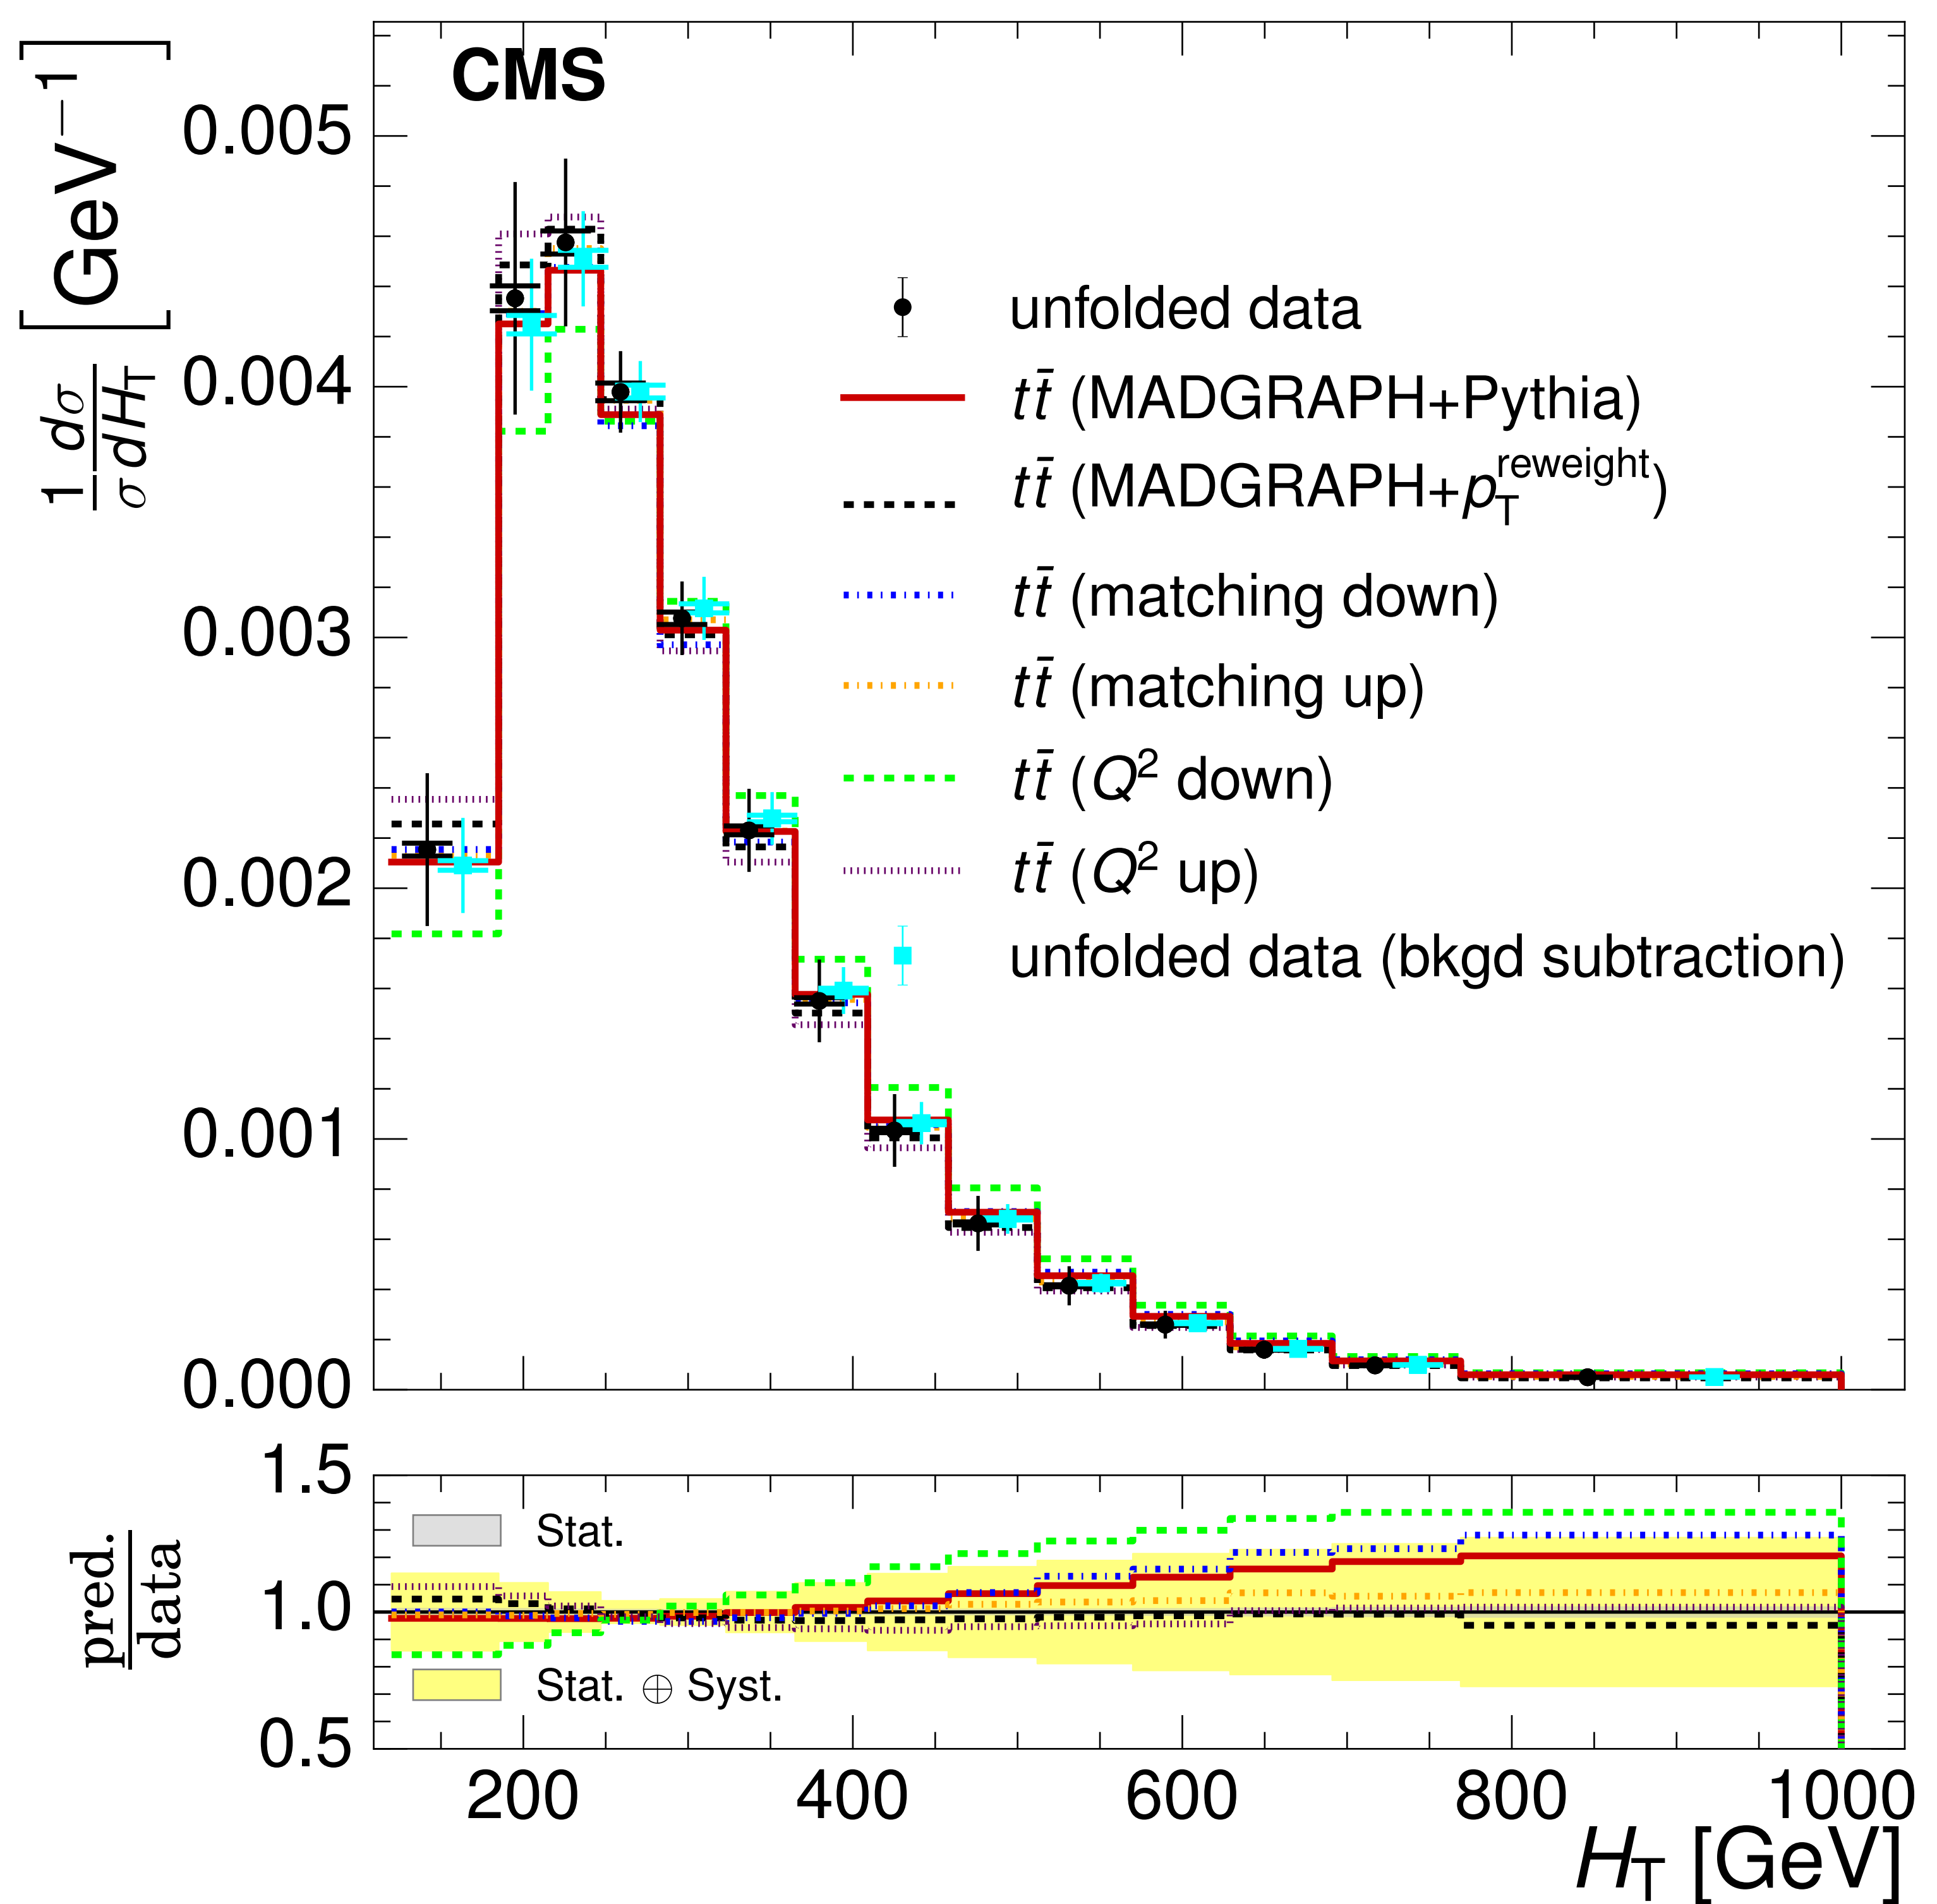 CMS
1/σ dσ/dH_T [GeV⁻¹]
0.005
0.004
0.003
0.002
0.001
0.000
unfolded data
tt̄ (MADGRAPH+Pythia)
tt̄ (MADGRAPH+p_T^reweight)
tt̄ (matching down)
tt̄ (matching up)
tt̄ (Q² down)
tt̄ (Q² up)
unfolded data (bkgd subtraction)
pred./data
1.5
1.0
0.5
Stat.
Stat. ⊕ Syst.
200 400 600 800 1000
H_T [GeV]